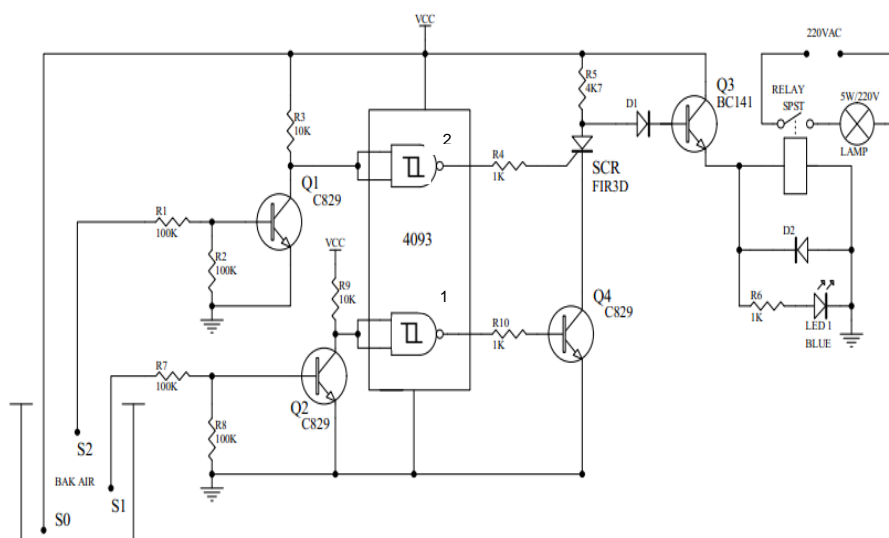 VCC
220VAC
R5
4K7
Q3
BC141
RELAY
SPST
5W/220V
LAMP
D1
R3
10K
2
R4
1K
SCR
FIR3D
Q1
C829
R1
100K
R2
100K
4093
VCC
R9
10K
1
R10
1K
Q4
C829
D2
R6
1K
LED 1
BLUE
R7
100K
Q2
C829
R8
100K
S2
BAK AIR
S1
S0